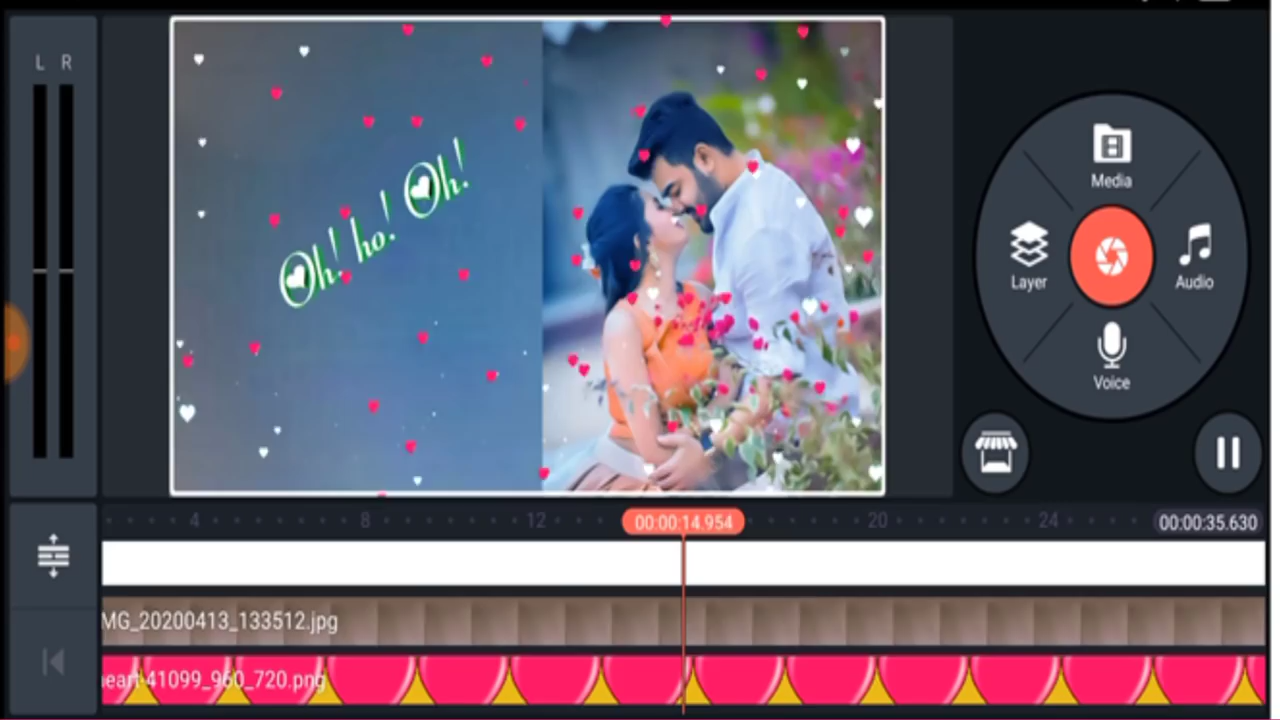 L R
Oh! ho! Oh!
Media
Layer
Audio
Voice
4 8 12 00:00:14.954 20 24 00:00:35.630
MG_20200413_133512.jpg
eart-41099_960_720.png